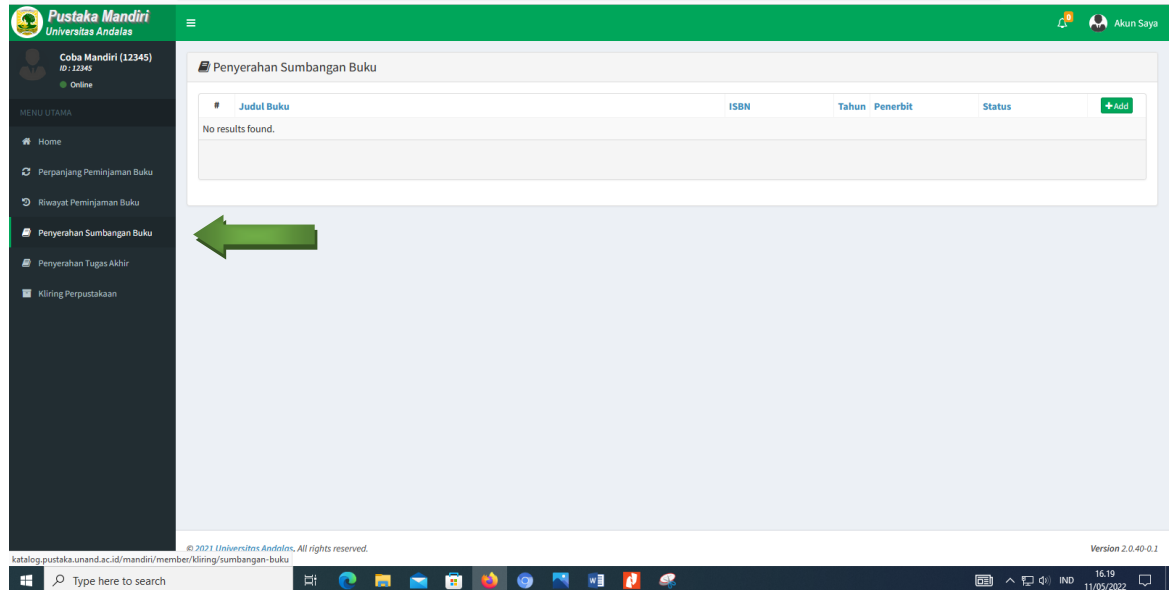 Pustaka Mandiri
Universitas Andalas
0
Akun Saya
Coba Mandiri (12345)
ID : 12345
Online
MENU UTAMA
Home
Perpanjang Peminjaman Buku
Riwayat Peminjaman Buku
Penyerahan Sumbangan Buku
Penyerahan Tugas Akhir
Kliring Perpustakaan
Penyerahan Sumbangan Buku
# Judul Buku ISBN Tahun Penerbit Status +Add
No results found.
© 2021 Universitas Andalas. All rights reserved. Version 2.0.40-0.1
katalog.pustaka.unand.ac.id/mandiri/member/kliring/sumbangan-buku
Type here to search
IND
16.19
11/05/2022